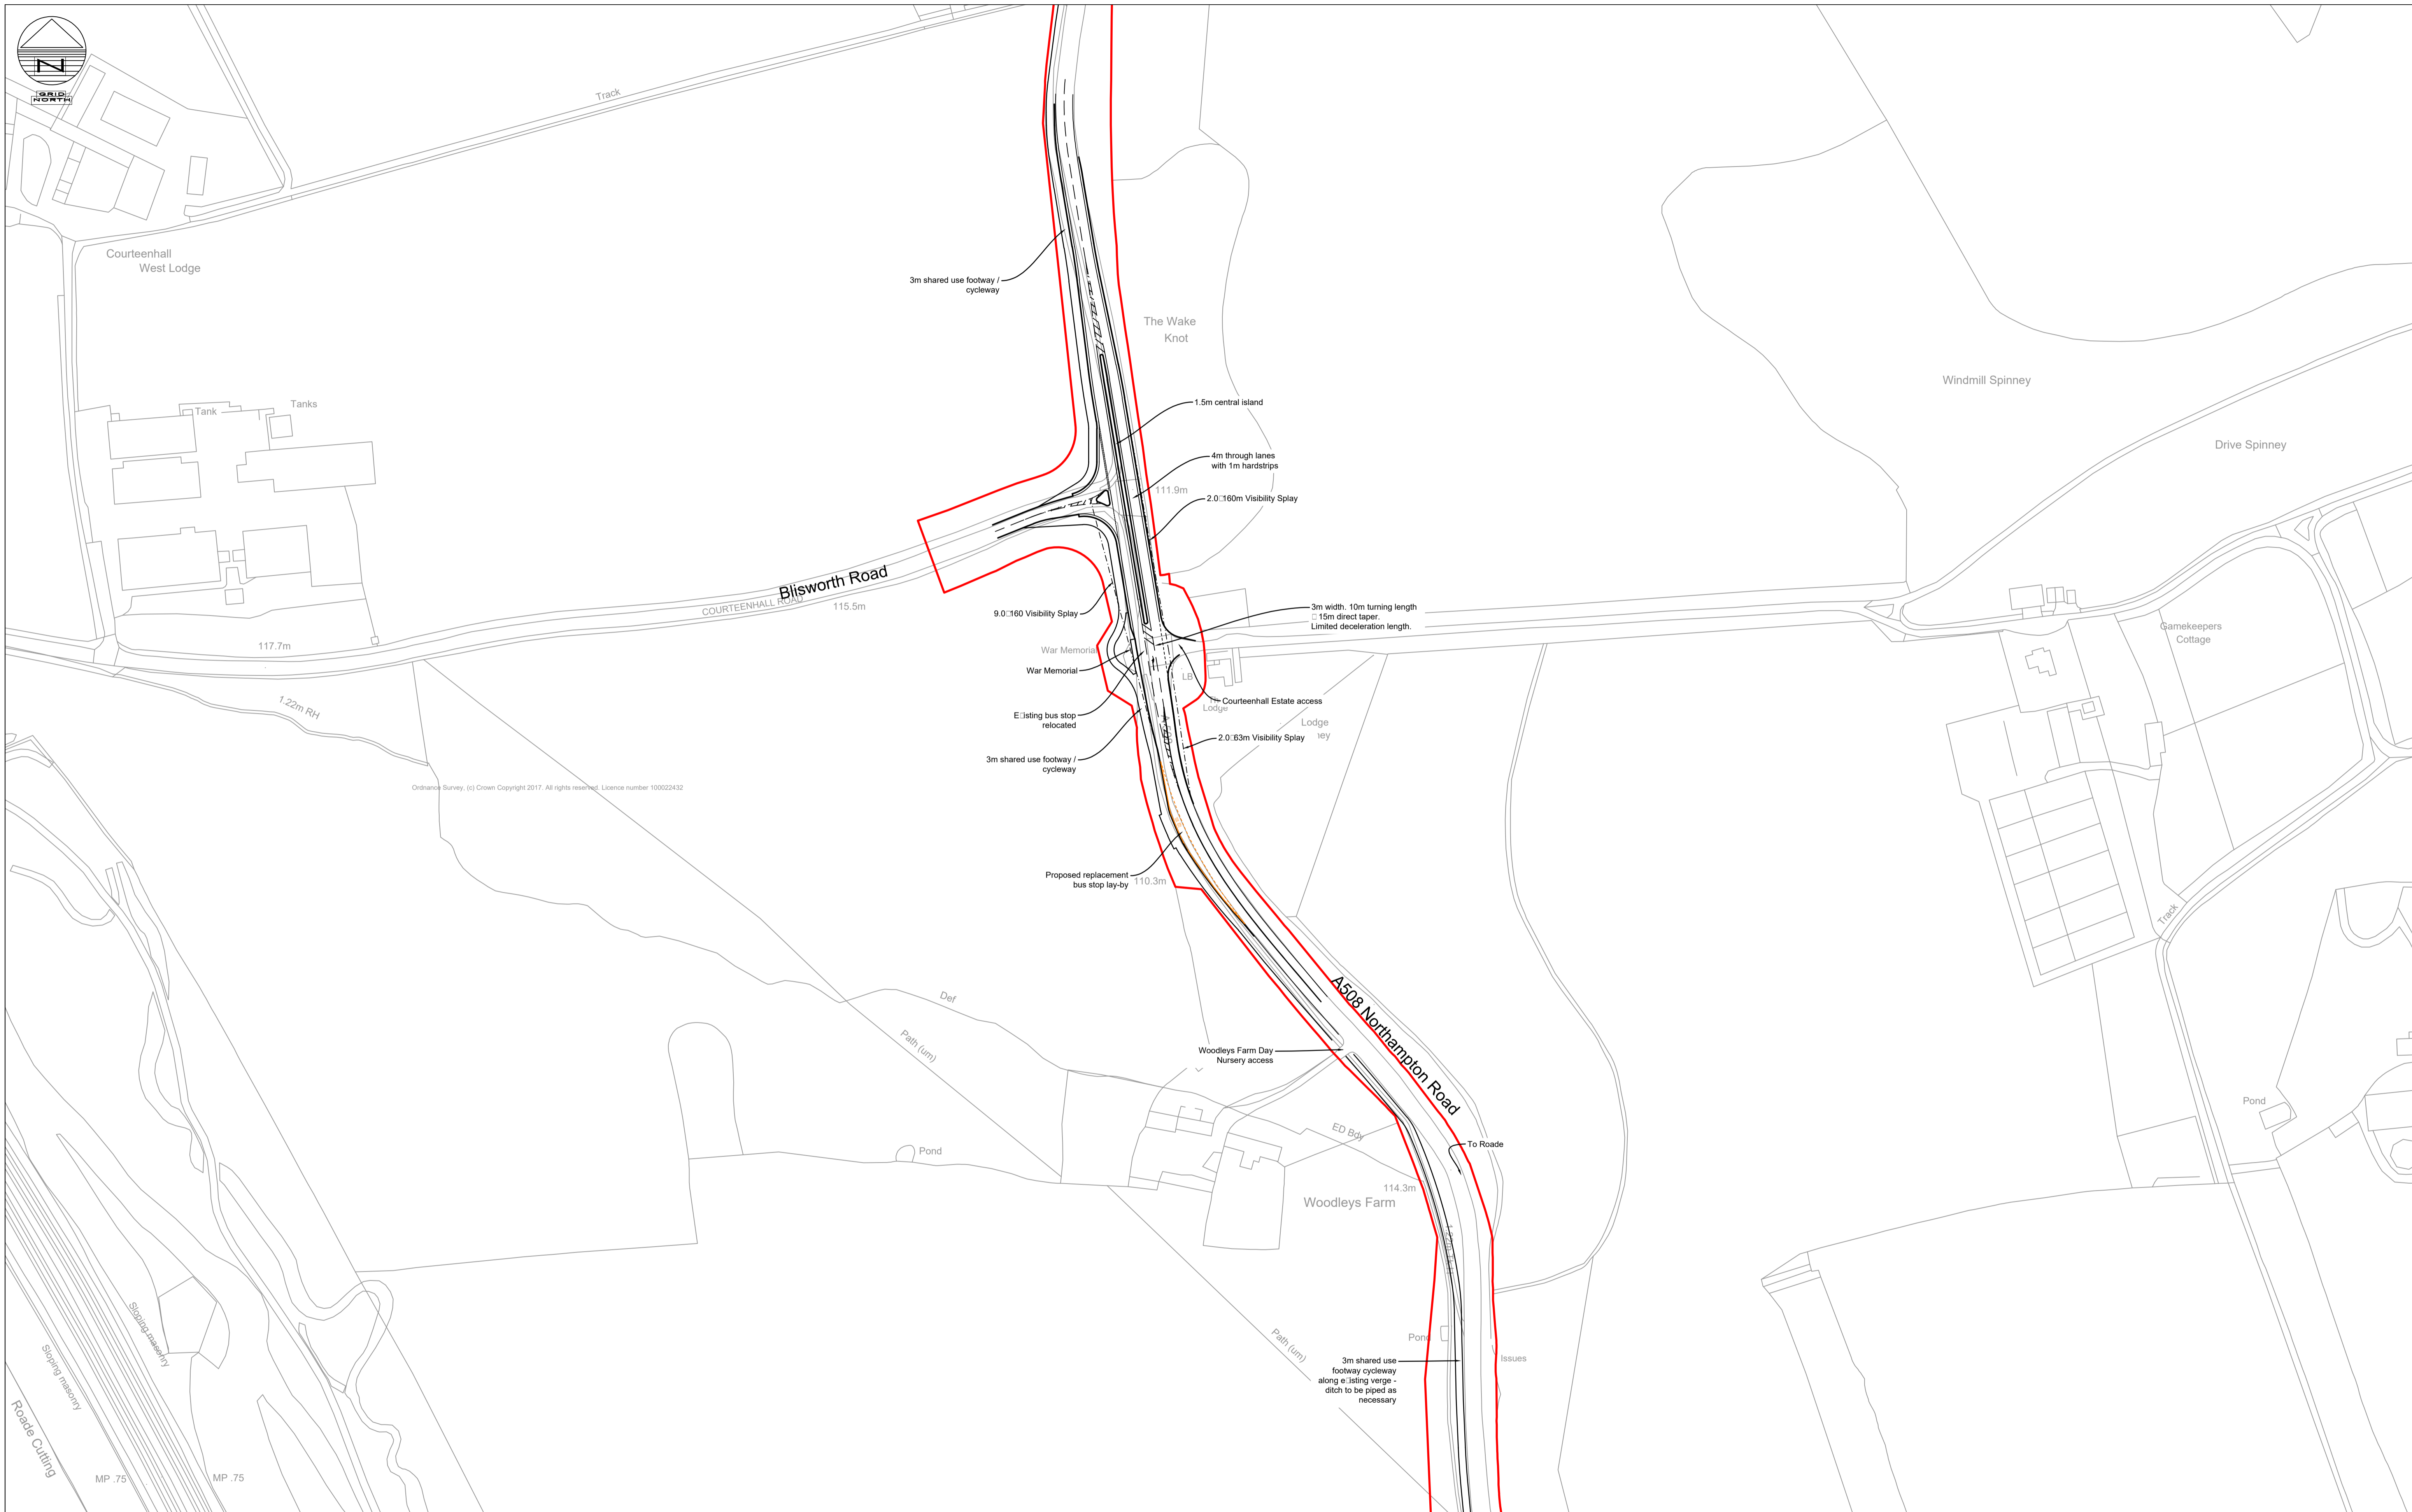 N
GRID
NORTH
Track
Courteenhall
West Lodge
3m shared use footway /
cycleway
The Wake
Knot
Windmill Spinney
1.5m central island
Tank
Tanks
Drive Spinney
4m through lanes
with 1m hardstrips
111.9m
2.0□160m Visibility Splay
Blisworth Road
COURTEENHALL ROAD
115.5m
9.0□160 Visibility Splay
3m width. 10m turning length
□ 15m direct taper.
Limited deceleration length.
Gamekeepers
Cottage
117.7m
War Memorial
War Memorial
LB
1.22m RH
Courteenhall Estate access
Lodge
E□isting bus stop
relocated
Lodge
2.0□63m Visibility Splay
3m shared use footway /
cycleway
Ordnance Survey, (c) Crown Copyright 2017. All rights reserved. Licence number 100022432
Proposed replacement
bus stop lay-by
110.3m
Track
Def
A508 Northampton Road
Path (um)
Woodleys Farm Day
Nursery access
Pond
ED Bdy
To Roade
Pond
114.3m
Woodleys Farm
Sloping masonry
Sloping masonry
Path (um)
Pond
Issues
3m shared use
footway cycleway
along e□isting verge -
ditch to be piped as
necessary
Roade Cutting
MP .75
MP .75